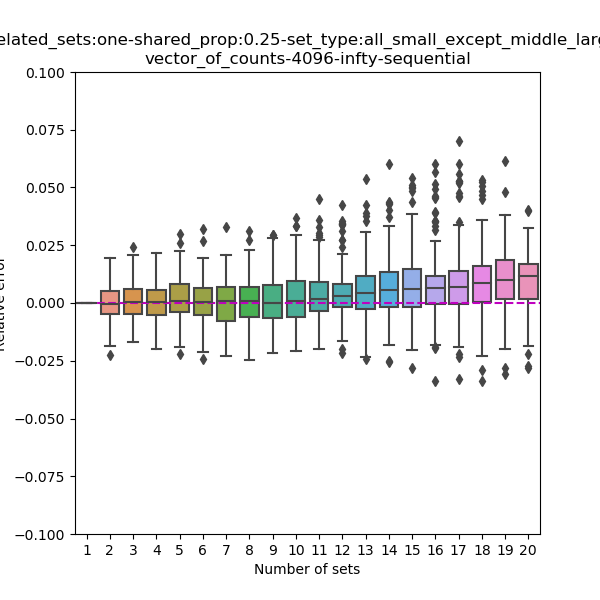 elated_sets:one-shared_prop:0.25-set_type:all_small_except_middle_larg
vector_of_counts-4096-infty-sequential
0.100
0.075
0.050
0.025
0.000
−0.025
−0.050
−0.075
−0.100
1 2 3 4 5 6 7 8 9 10 11 12 13 14 15 16 17 18 19 20
Number of sets